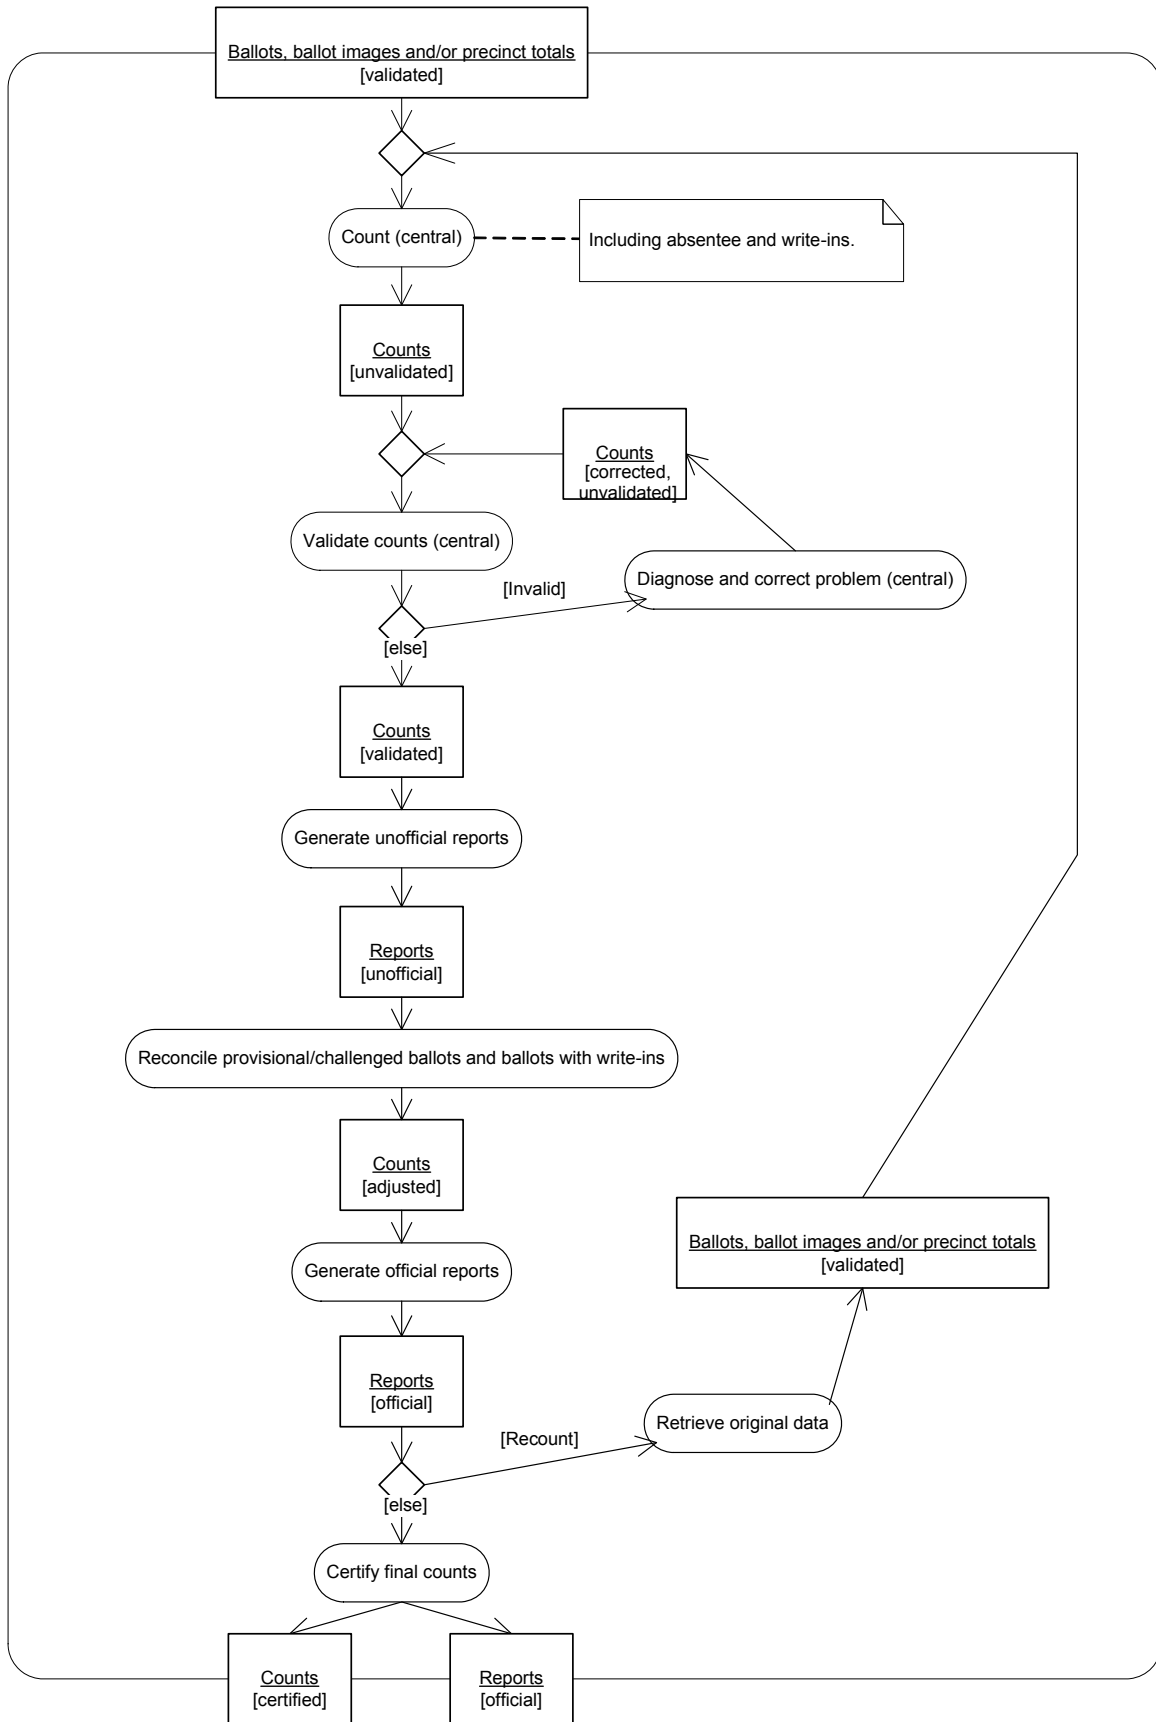 Ballots, ballot images and/or precinct totals
[validated]
Count (central)
Including absentee and write-ins.
Counts
[unvalidated]
Counts
[corrected,
unvalidated]
Validate counts (central)
Diagnose and correct problem (central)
[Invalid]
[else]
Counts
[validated]
Generate unofficial reports
Reports
[unofficial]
Reconcile provisional/challenged ballots and ballots with write-ins
Counts
[adjusted]
Ballots, ballot images and/or precinct totals
[validated]
Generate official reports
Reports
[official]
Retrieve original data
[Recount]
[else]
Certify final counts
Counts
[certified]
Reports
[official]